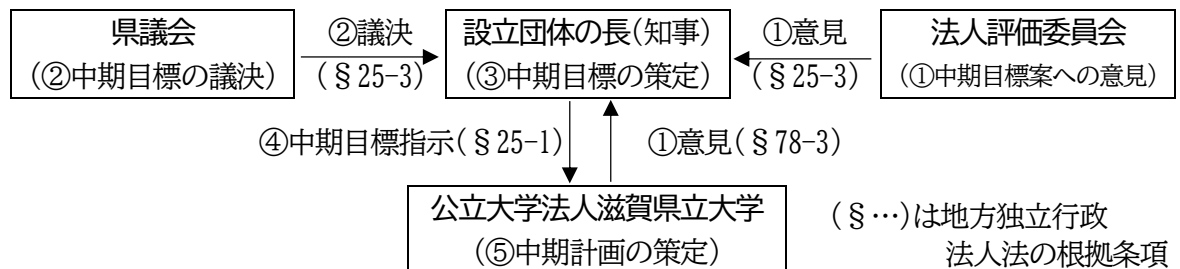 県議会
(②中期目標の議決)
②議決
(§25-3)
設立団体の長(知事)
(③中期目標の策定)
①意見
(§25-3)
法人評価委員会
(①中期目標案への意見)
④中期目標指示(§25-1)
①意見(§78-3)
公立大学法人滋賀県立大学
(⑤中期計画の策定)
(§…)は地方独立行政
法人法の根拠条項